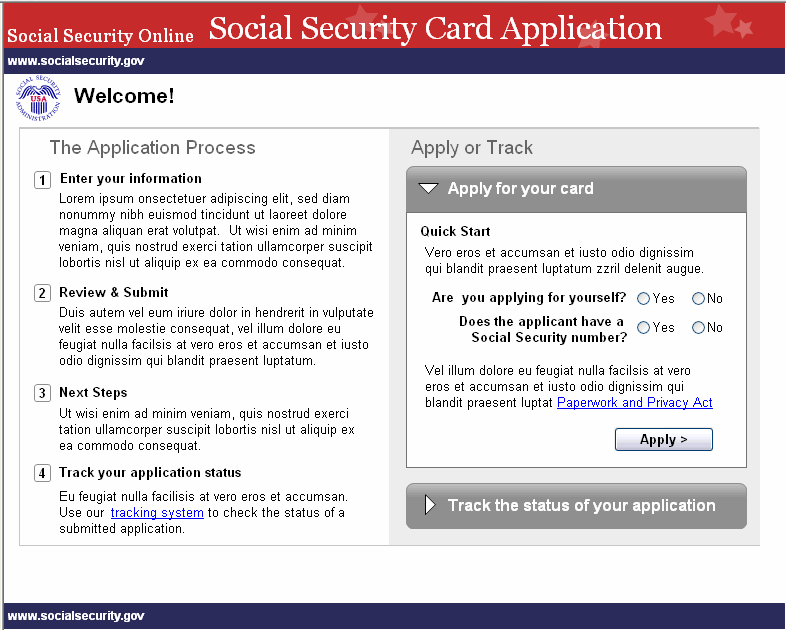 Social Security Online Social Security Card Application
www.socialsecurity.gov
SOCIAL SECURITY ADMINISTRATION
USA
Welcome!
The Application Process
1 Enter your information
Lorem ipsum onsectetuer adipiscing elit, sed diam
nonummy nibh euismod tincidunt ut laoreet dolore
magna aliquan erat volutpat. Ut wisi enim ad minim
veniam, quis nostrud exerci tation ullamcorper suscipit
lobortis nisl ut aliquip ex ea commodo consequat.
2 Review & Submit
Duis autem vel eum iriure dolor in hendrerit in vulputate
velit esse molestie consequat, vel illum dolore eu
feugiat nulla facilsis at vero eros et accumsan et iusto
odio dignissim qui blandit praesent luptatum.
3 Next Steps
Ut wisi enim ad minim veniam, quis nostrud exerci
tation ullamcorper suscipit lobortis nisl ut aliquip ex
ea commodo consequat.
4 Track your application status
Eu feugiat nulla facilisis at vero eros et accumsan.
Use our tracking system to check the status of a
submitted application.
Apply or Track
Apply for your card
Quick Start
Vero eros et accumsan et iusto odio dignissim
qui blandit praesent luptatum zzril delenit augue.
Are you applying for yourself? Yes No
Does the applicant have a
Social Security number? Yes No
Vel illum dolore eu feugiat nulla facilsis at vero
eros et accumsan et iusto odio dignissim qui
blandit praesent luptat Paperwork and Privacy Act
Apply >
Track the status of your application
www.socialsecurity.gov